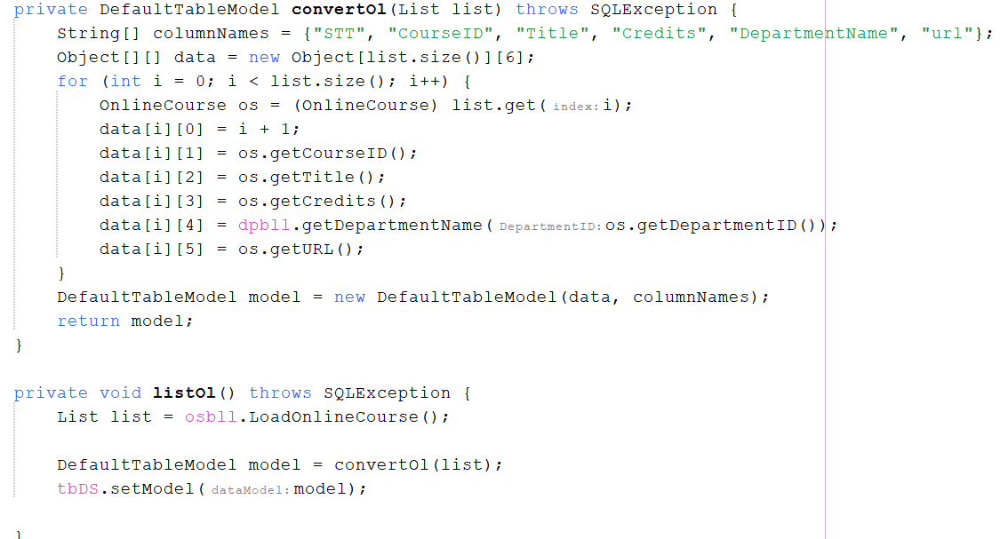 private DefaultTableModel convertOl(List list) throws SQLException {
    String[] columnNames = {"STT", "CourseID", "Title", "Credits", "DepartmentName", "url"};
    Object[][] data = new Object[list.size()][6];
    for (int i = 0; i < list.size(); i++) {
        OnlineCourse os = (OnlineCourse) list.get( index: i);
        data[i][0] = i + 1;
        data[i][1] = os.getCourseID();
        data[i][2] = os.getTitle();
        data[i][3] = os.getCredits();
        data[i][4] = dpbll.getDepartmentName( DepartmentID: os.getDepartmentID());
        data[i][5] = os.getURL();
    }
    DefaultTableModel model = new DefaultTableModel(data, columnNames);
    return model;
}

private void listOl() throws SQLException {
    List list = osbll.LoadOnlineCourse();

    DefaultTableModel model = convertOl(list);
    tbDS.setModel( dataModel: model);

}